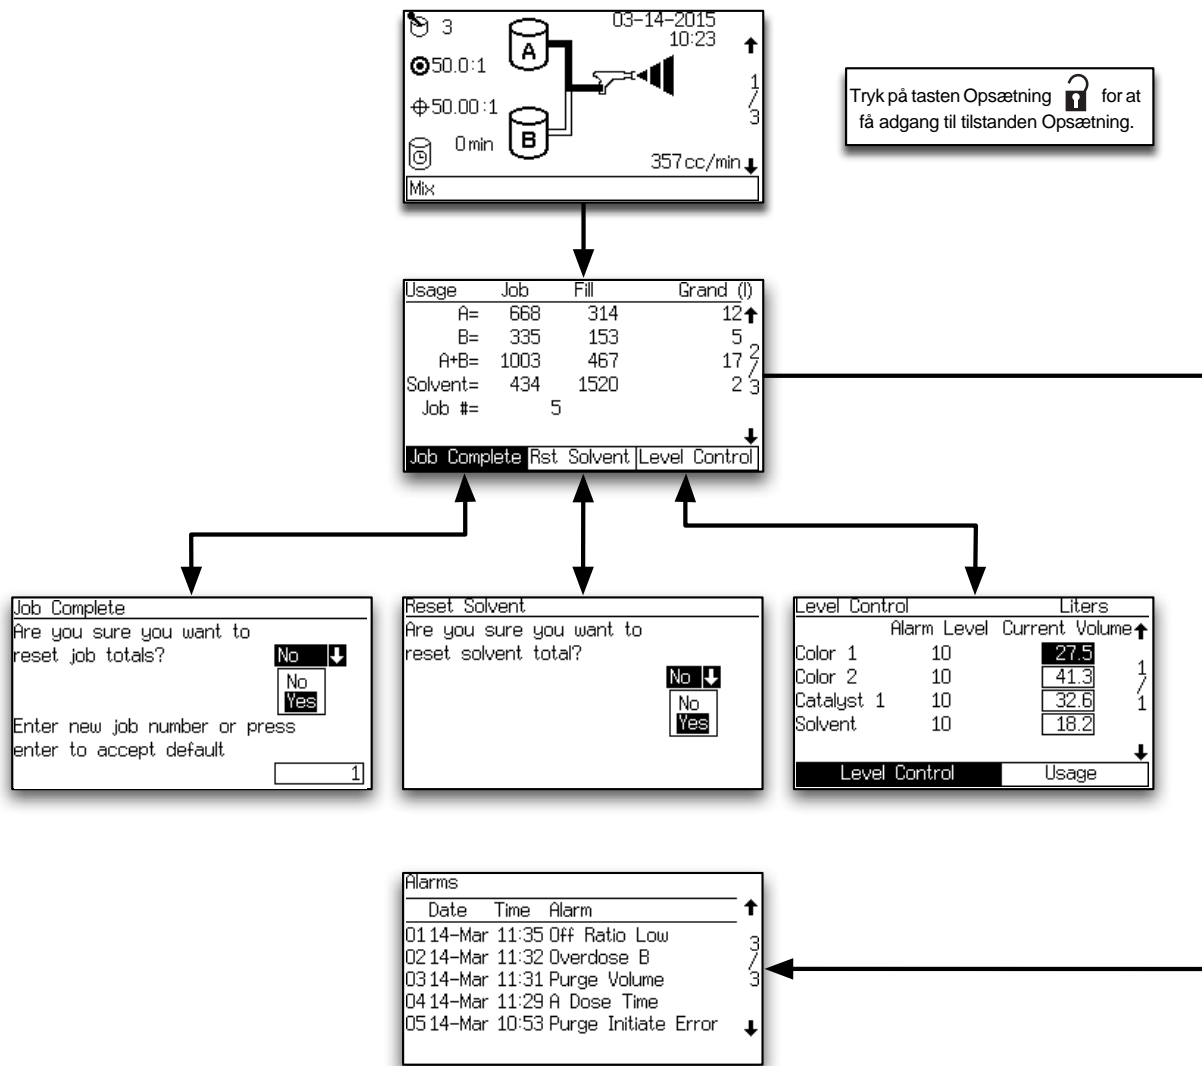 3
03-14-2015
10:23
50.0:1
A
1
/
3
50.00:1
0min
B
357cc/min
Mix
Tryk på tasten Opsætning for at
få adgang til tilstanden Opsætning.
Usage Job Fill Grand (l)
A= 668 314 12
B= 335 153 5
A+B= 1003 467 17
Solvent= 434 1520 2
Job #= 5
2
/
3
Job Complete Rst Solvent Level Control
Job Complete
Are you sure you want to
reset job totals? No
No
Yes
Enter new job number or press
enter to accept default
1
Reset Solvent
Are you sure you want to
reset solvent total?
No
No
Yes
Level Control Liters
Alarm Level Current Volume
Color 1 10 27.5
Color 2 10 41.3
Catalyst 1 10 32.6
Solvent 10 18.2
1
/
1
Level Control Usage
Alarms
Date Time Alarm
01 14-Mar 11:35 Off Ratio Low
02 14-Mar 11:32 Overdose B
03 14-Mar 11:31 Purge Volume
04 14-Mar 11:29 A Dose Time
05 14-Mar 10:53 Purge Initiate Error
3
/
3